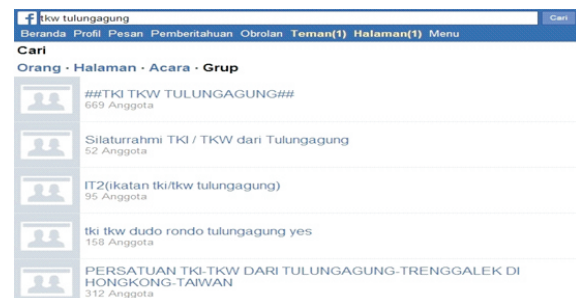 tkw tulungagung
Cari
Beranda Profil Pesan Pemberitahuan Obrolan Teman(1) Halaman(1) Menu
Cari
Orang · Halaman · Acara · Grup
##TKI TKW TULUNGAGUNG##
669 Anggota
Silaturrahmi TKI / TKW dari Tulungagung
52 Anggota
IT2(ikatan tki/tkw tulungagung)
95 Anggota
tki tkw dudo rondo tulungagung yes
158 Anggota
PERSATUAN TKI-TKW DARI TULUNGAGUNG-TRENGGALEK DI
HONGKONG-TAIWAN
312 Anggota